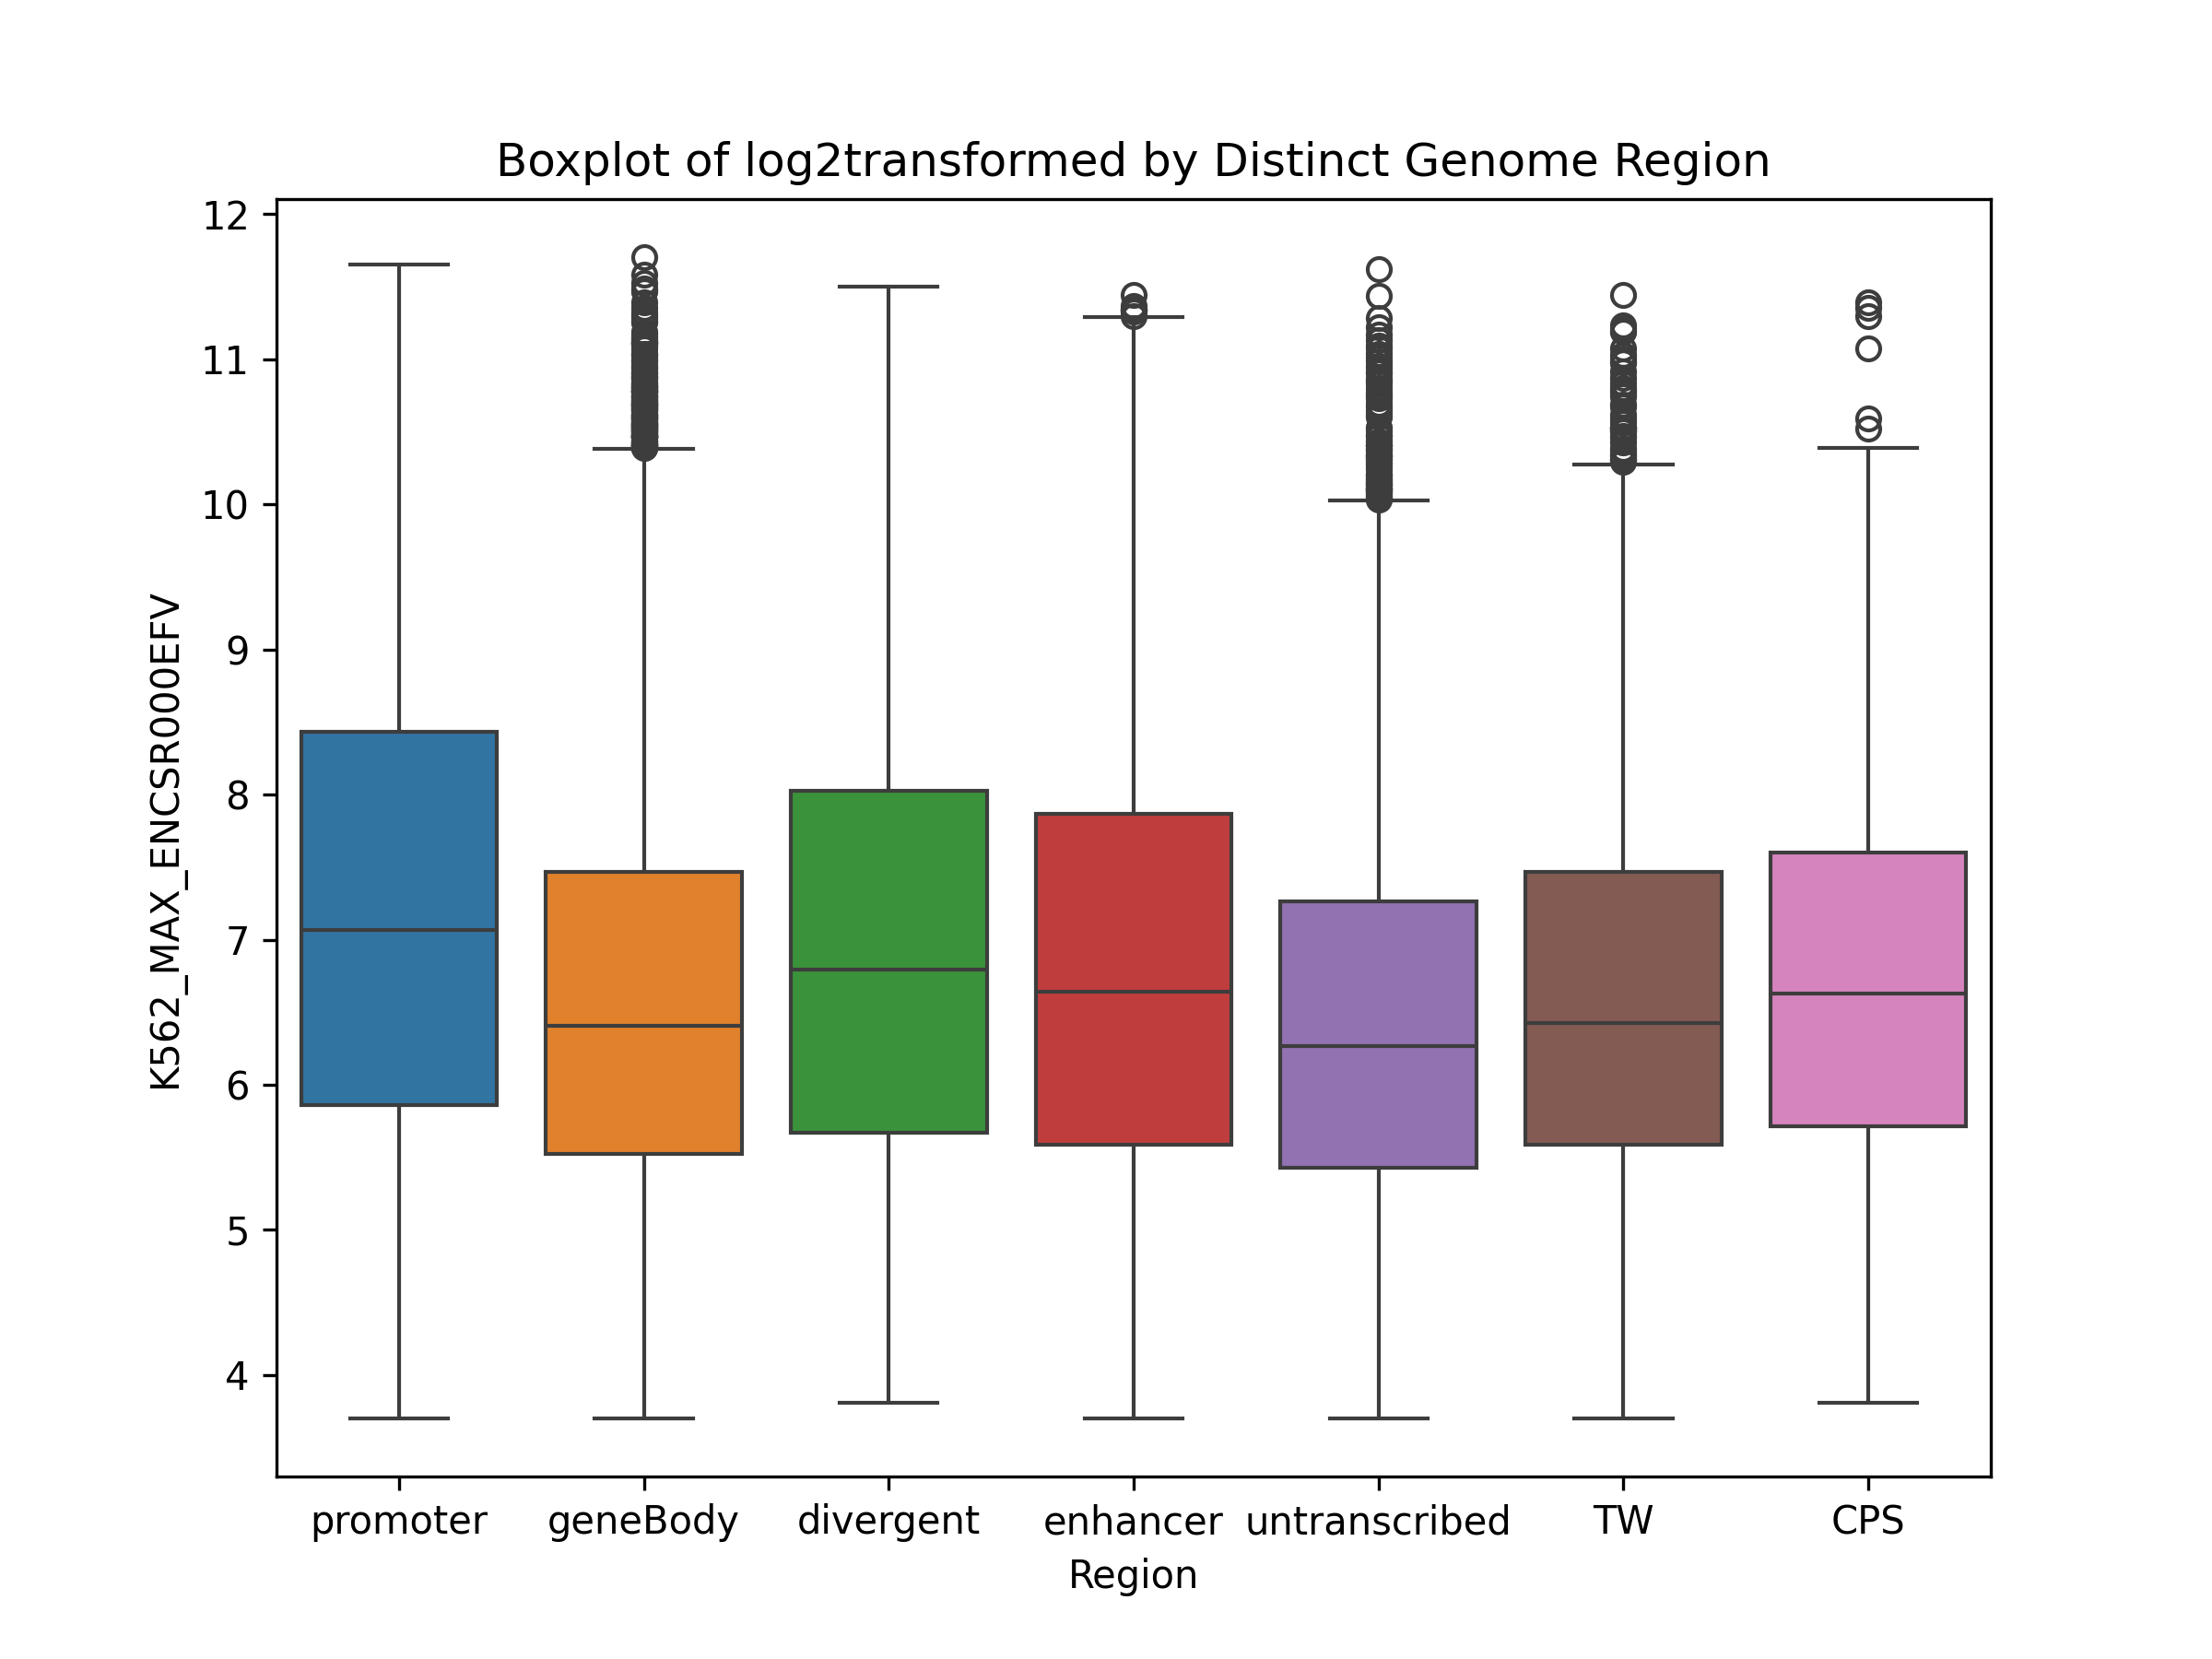 Boxplot of log2transformed by Distinct Genome Region
K562_MAX_ENCSR000EFV
12
11
10
9
8
7
6
5
4
promoter geneBody divergent enhancer untranscribed TW CPS
Region